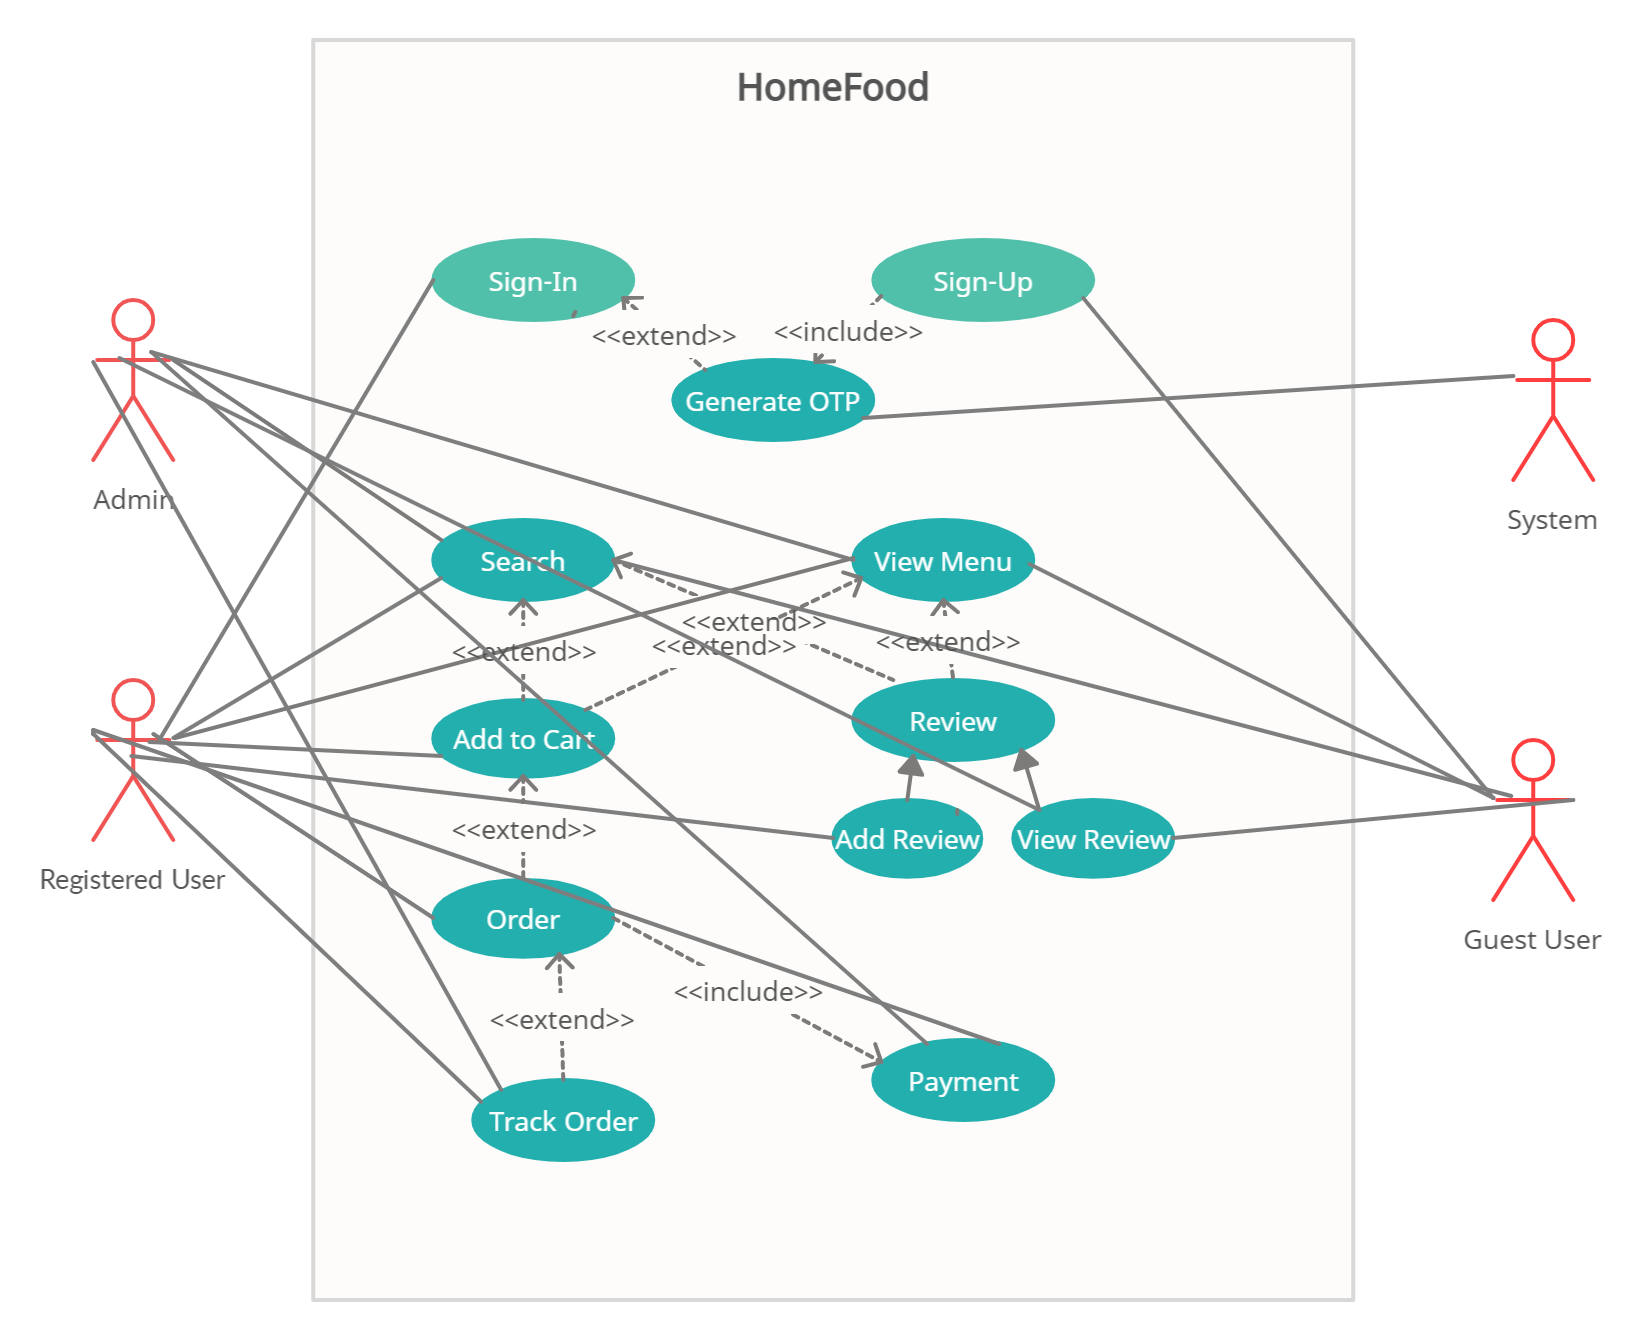 HomeFood
Sign-In
Sign-Up
<<extend>>
<<include>>
Generate OTP
Admin
System
Search
View Menu
<<extend>>
<<extend>>
<<extend>>
<<extend>>
Review
Add to Cart
<<extend>>
Add Review
View Review
Registered User
Order
Guest User
<<include>>
<<extend>>
Payment
Track Order